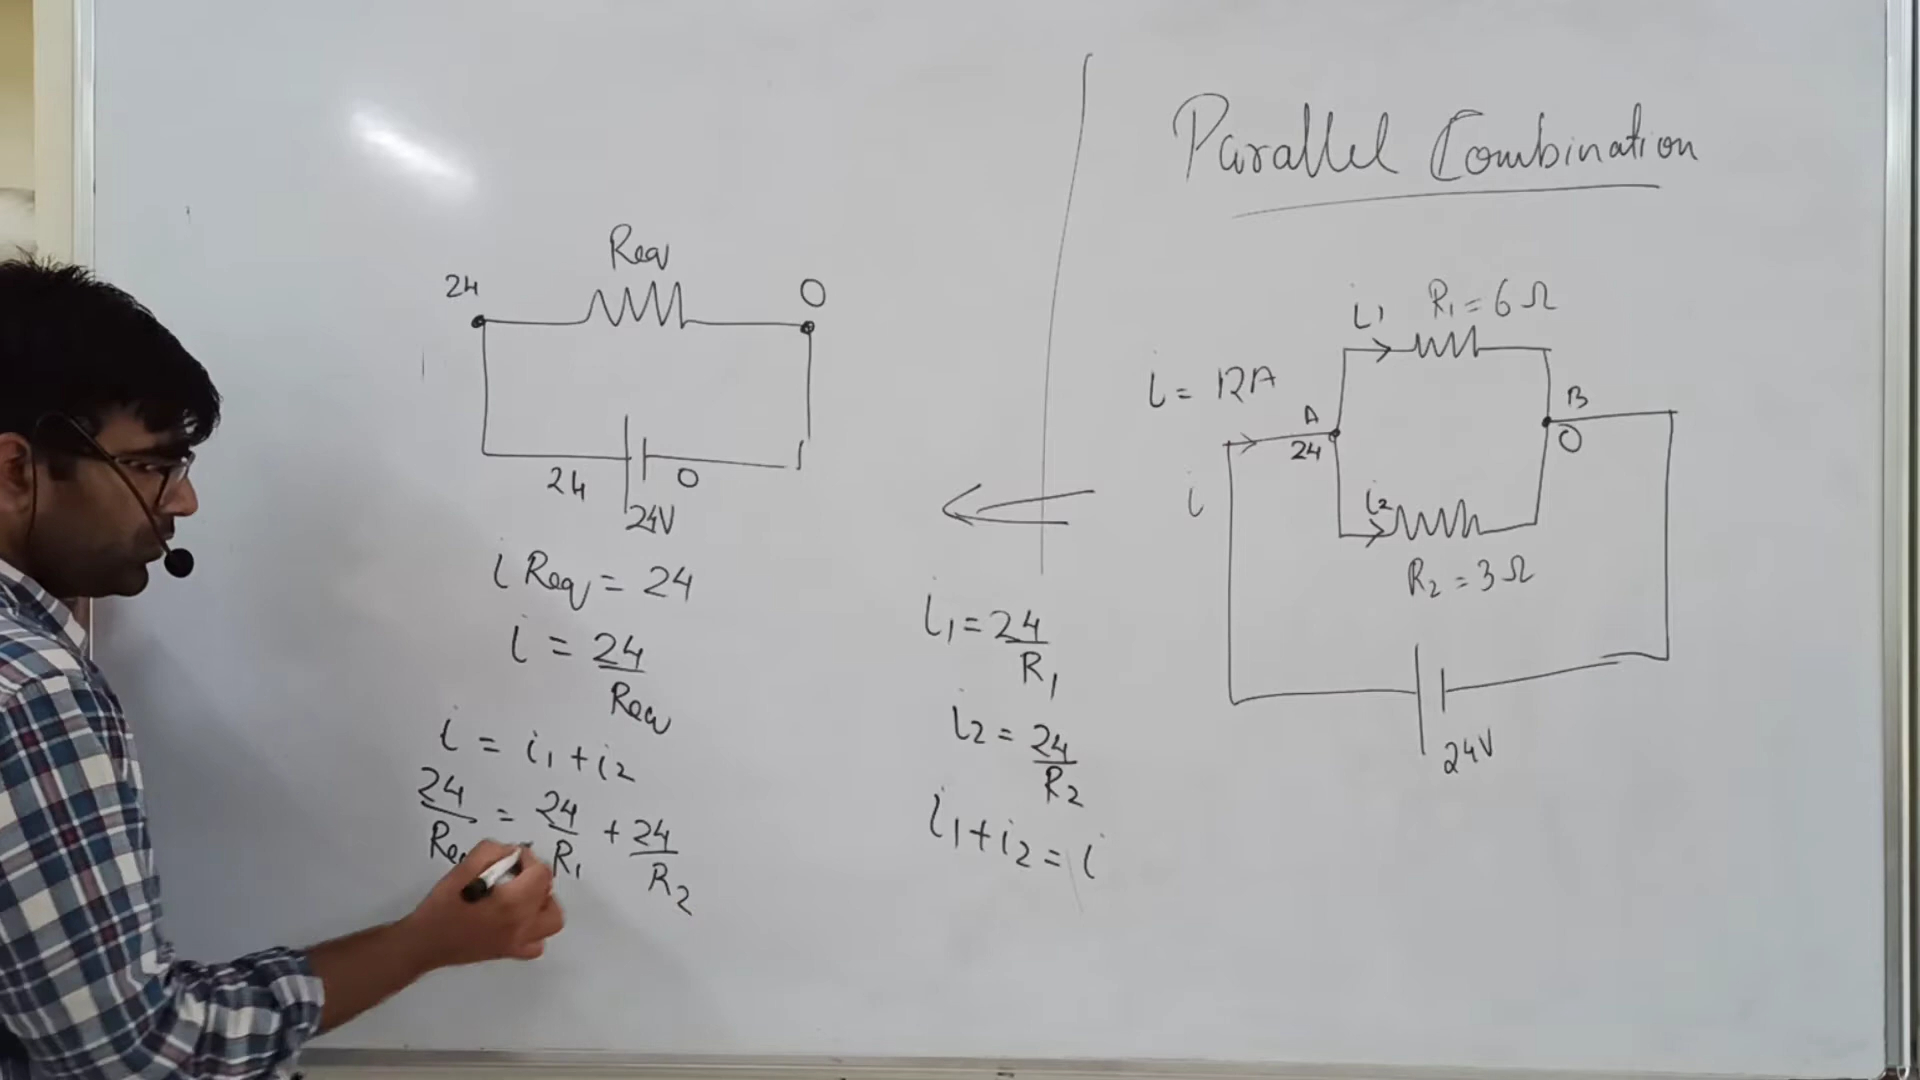 Parallel Combination
Req
24
0
24
0
24V
i Req = 24
i = 24/Req
i = i₁ + i₂
24/Req = 24/R₁ + 24/R₂
i₁ = 24/R₁
i₂ = 24/R₂
i₁ + i₂ = i
i₁
R₁ = 6 Ω
i = 12A
A
24
B
0
i
i₂
R₂ = 3 Ω
24V